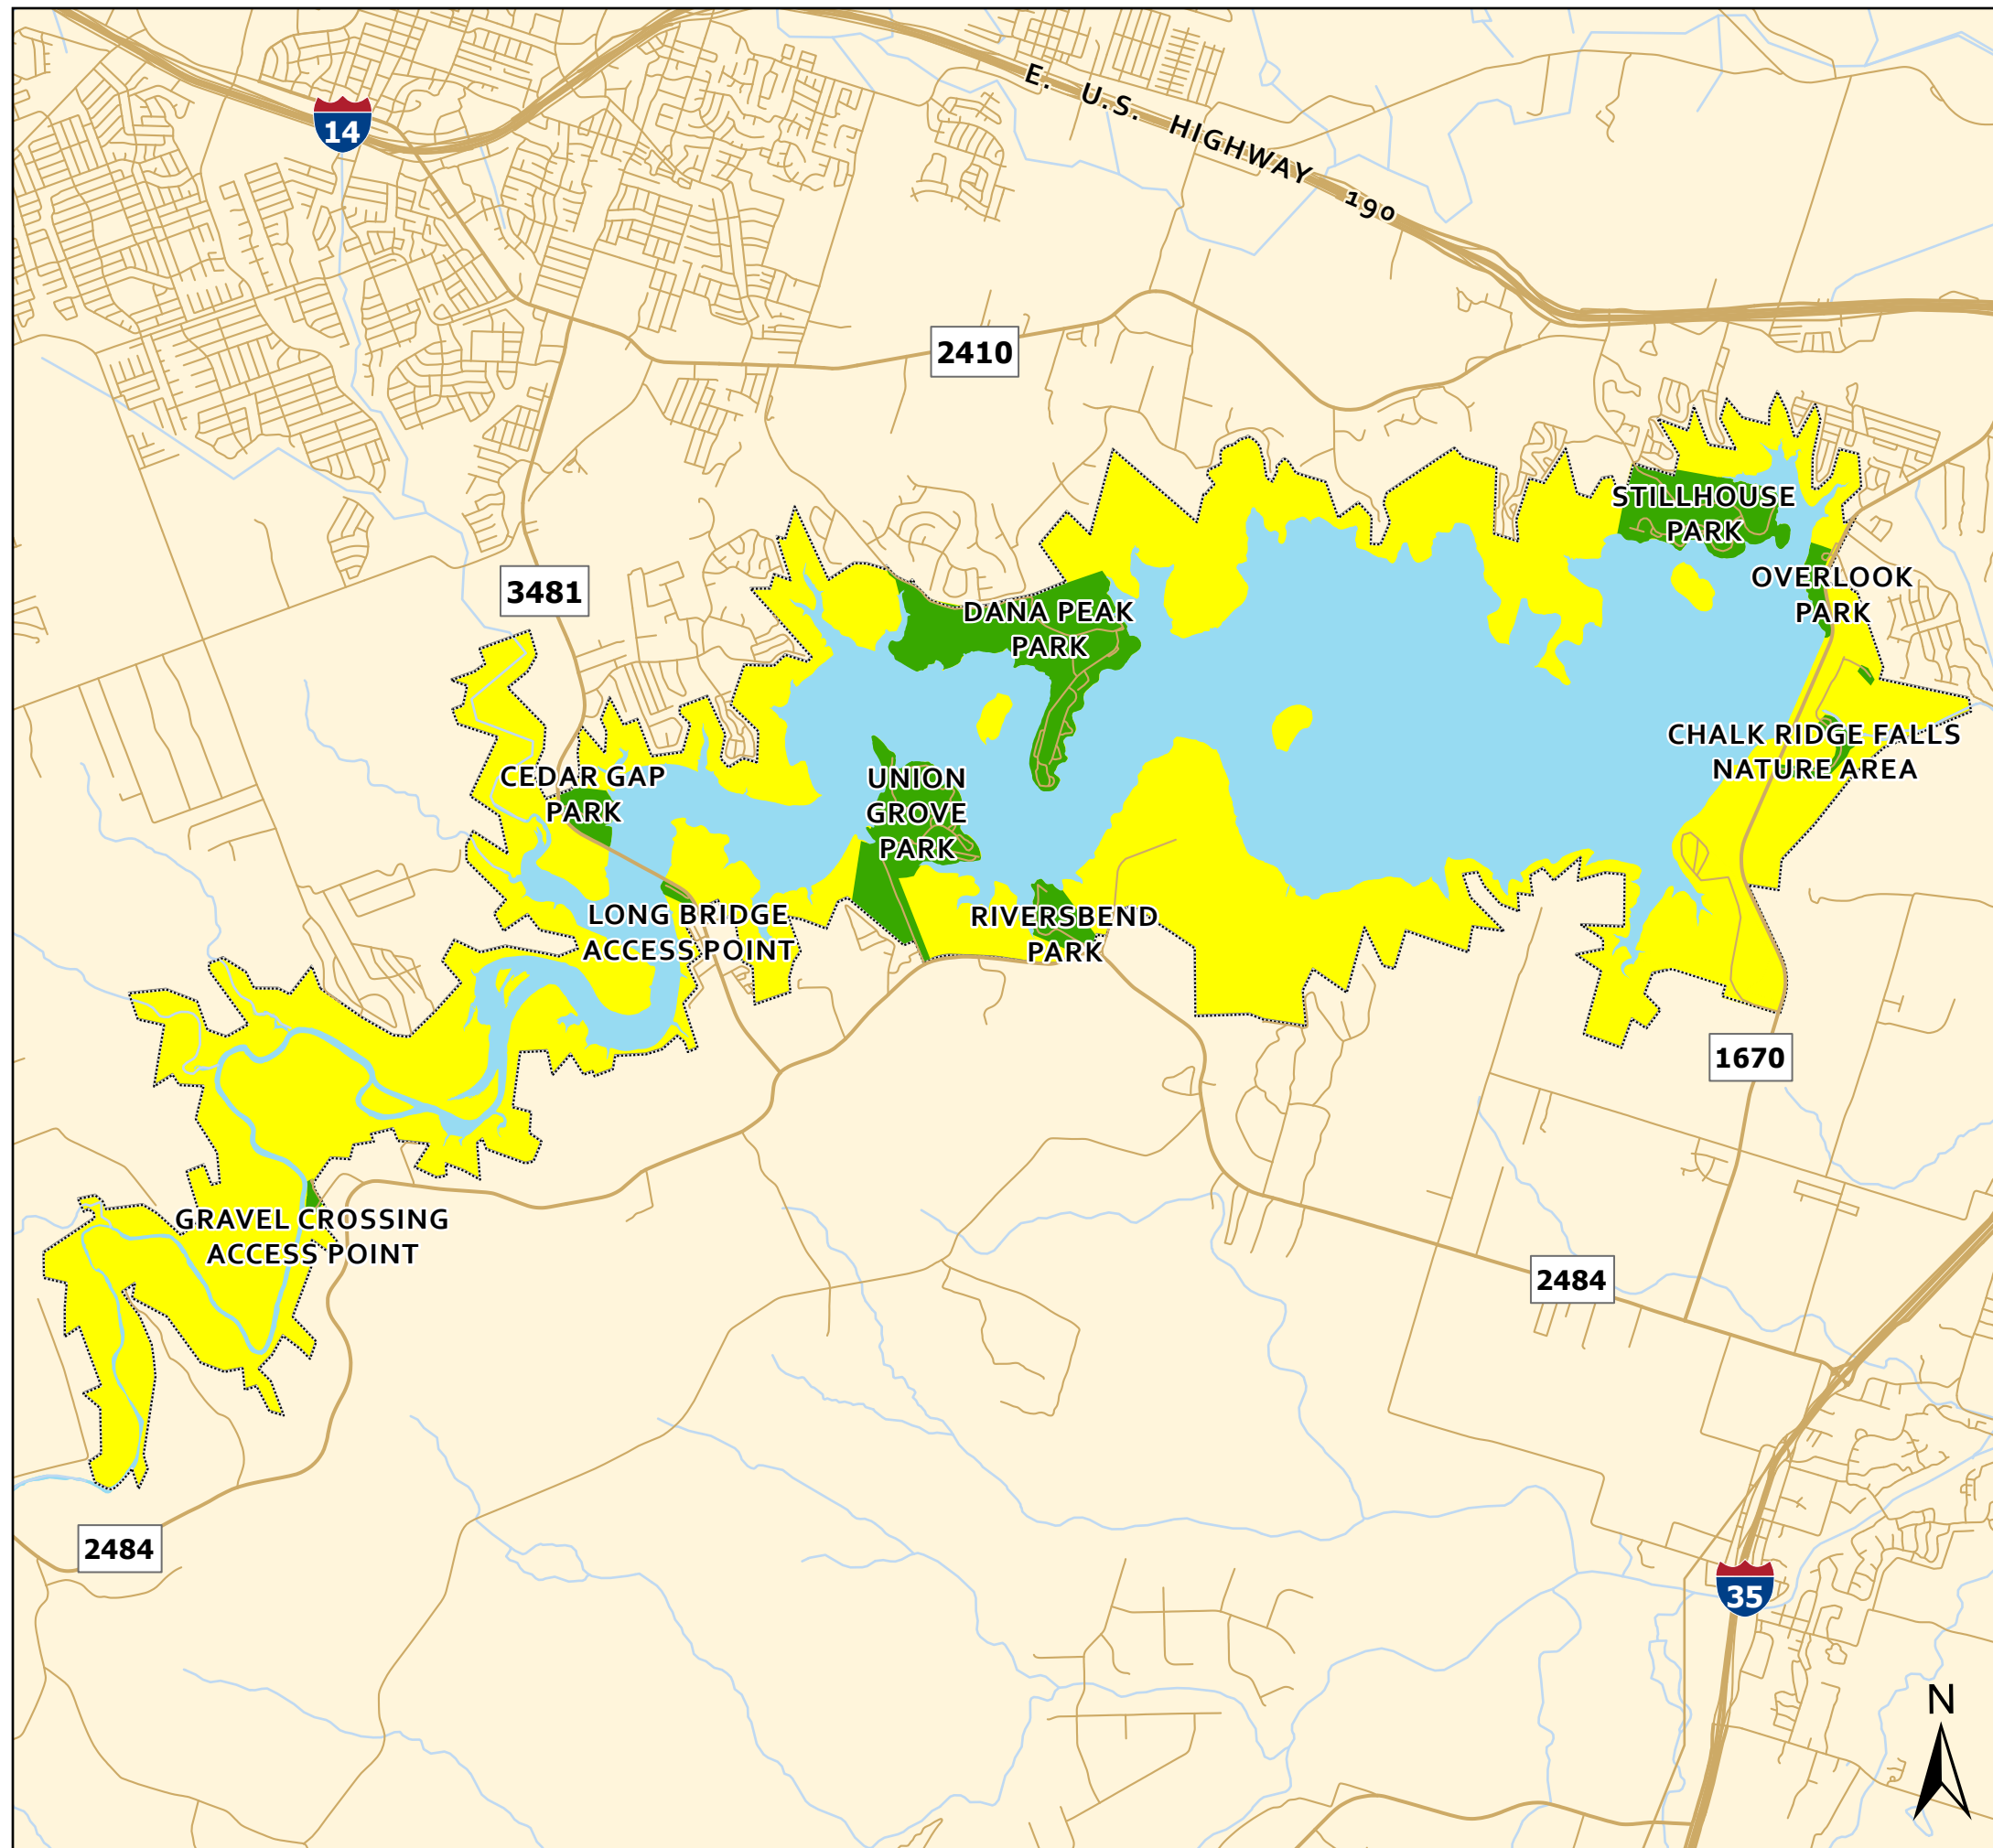 E. U.S. HIGHWAY 190
14
2410
STILLHOUSE
PARK
OVERLOOK
PARK
3481
DANA PEAK
PARK
CHALK RIDGE FALLS
NATURE AREA
CEDAR GAP
PARK
UNION
GROVE
PARK
LONG BRIDGE
ACCESS POINT
RIVERSBEND
PARK
1670
GRAVEL CROSSING
ACCESS POINT
2484
2484
35
N